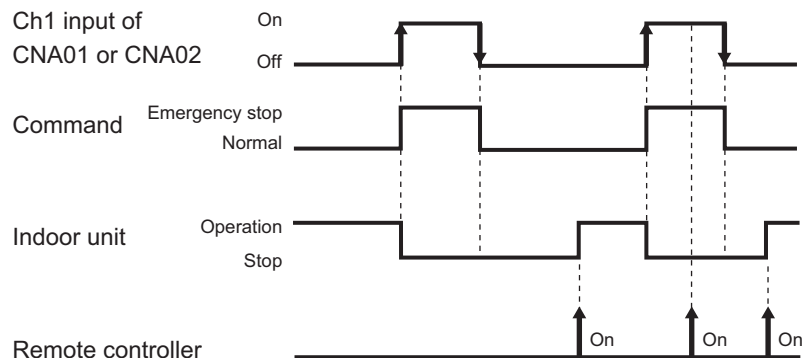 Ch1 input of
CNA01 or CNA02
On
Off
Command
Emergency stop
Normal
Indoor unit
Operation
Stop
Remote controller
On
On
On